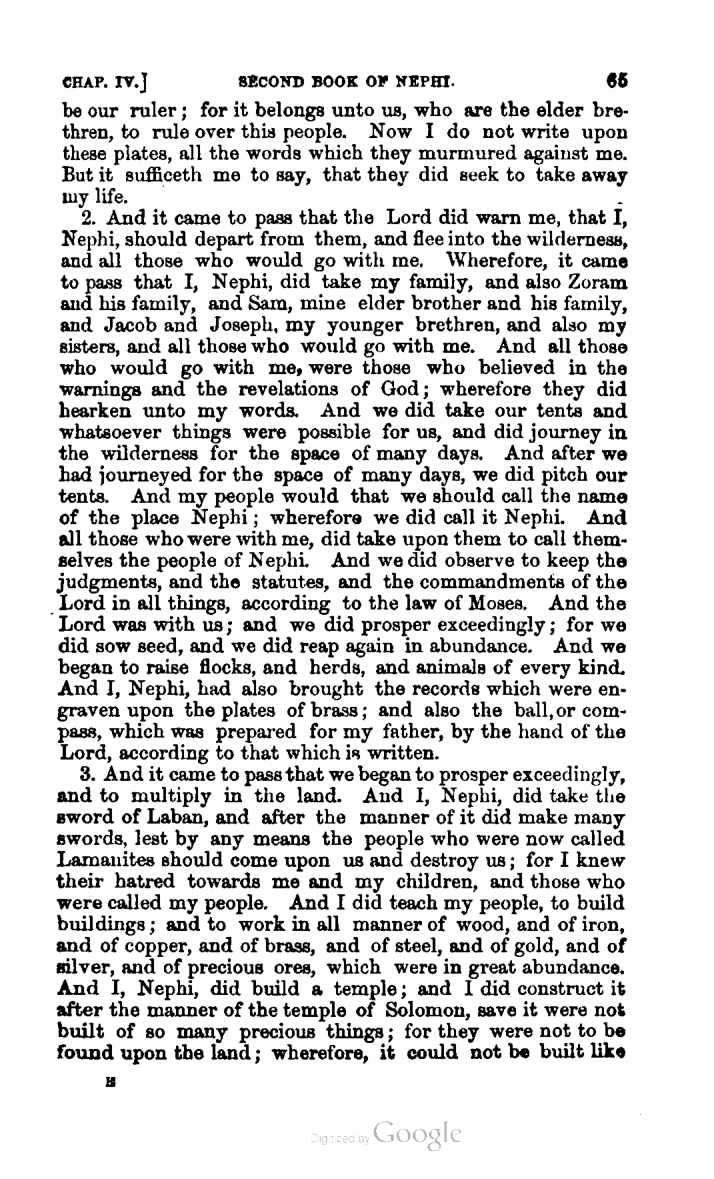 CHAP. IV.] SECOND BOOK OF NEPHI. 65
be our ruler; for it belongs unto us, who are the elder bre-
thren, to rule over this people. Now I do not write upon
these plates, all the words which they murmured against me.
But it sufficeth me to say, that they did seek to take away
my life.
2. And it came to pass that the Lord did warn me, that I,
Nephi, should depart from them, and flee into the wilderness,
and all those who would go with me. Wherefore, it came
to pass that I, Nephi, did take my family, and also Zoram
and his family, and Sam, mine elder brother and his family,
and Jacob and Joseph, my younger brethren, and also my
sisters, and all those who would go with me. And all those
who would go with me, were those who believed in the
warnings and the revelations of God; wherefore they did
hearken unto my words. And we did take our tents and
whatsoever things were possible for us, and did journey in
the wilderness for the space of many days. And after we
had journeyed for the space of many days, we did pitch our
tents. And my people would that we should call the name
of the place Nephi; wherefore we did call it Nephi. And
all those who were with me, did take upon them to call them-
selves the people of Nephi. And we did observe to keep the
judgments, and the statutes, and the commandments of the
Lord in all things, according to the law of Moses. And the
Lord was with us; and we did prosper exceedingly; for we
did sow seed, and we did reap again in abundance. And we
began to raise flocks, and herds, and animals of every kind.
And I, Nephi, had also brought the records which were en-
graven upon the plates of brass; and also the ball, or com-
pass, which was prepared for my father, by the hand of the
Lord, according to that which is written.
3. And it came to pass that we began to prosper exceedingly,
and to multiply in the land. And I, Nephi, did take the
sword of Laban, and after the manner of it did make many
swords, lest by any means the people who were now called
Lamanites should come upon us and destroy us; for I knew
their hatred towards me and my children, and those who
were called my people. And I did teach my people, to build
buildings; and to work in all manner of wood, and of iron,
and of copper, and of brass, and of steel, and of gold, and of
silver, and of precious ores, which were in great abundance.
And I, Nephi, did build a temple; and I did construct it
after the manner of the temple of Solomon, save it were not
built of so many precious things; for they were not to be
found upon the land; wherefore, it could not be built like
H
Digitized by Google